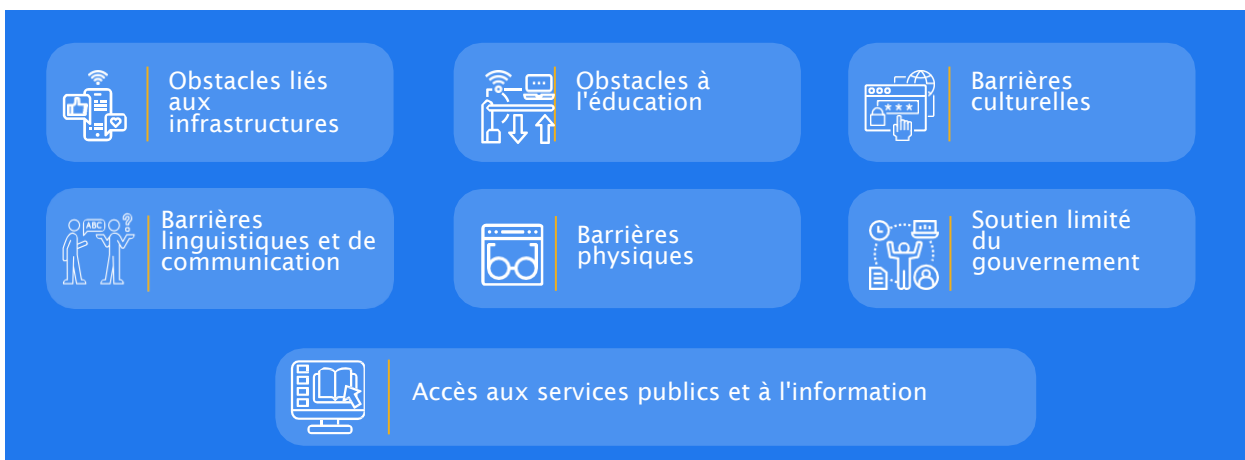 Obstacles liés
aux
infrastructures
Obstacles à
l'éducation
Barrières
culturelles
***
ABC
?
Barrières
linguistiques et de
communication
Barrières
physiques
Soutien limité
du
gouvernement
Accès aux services publics et à l'information